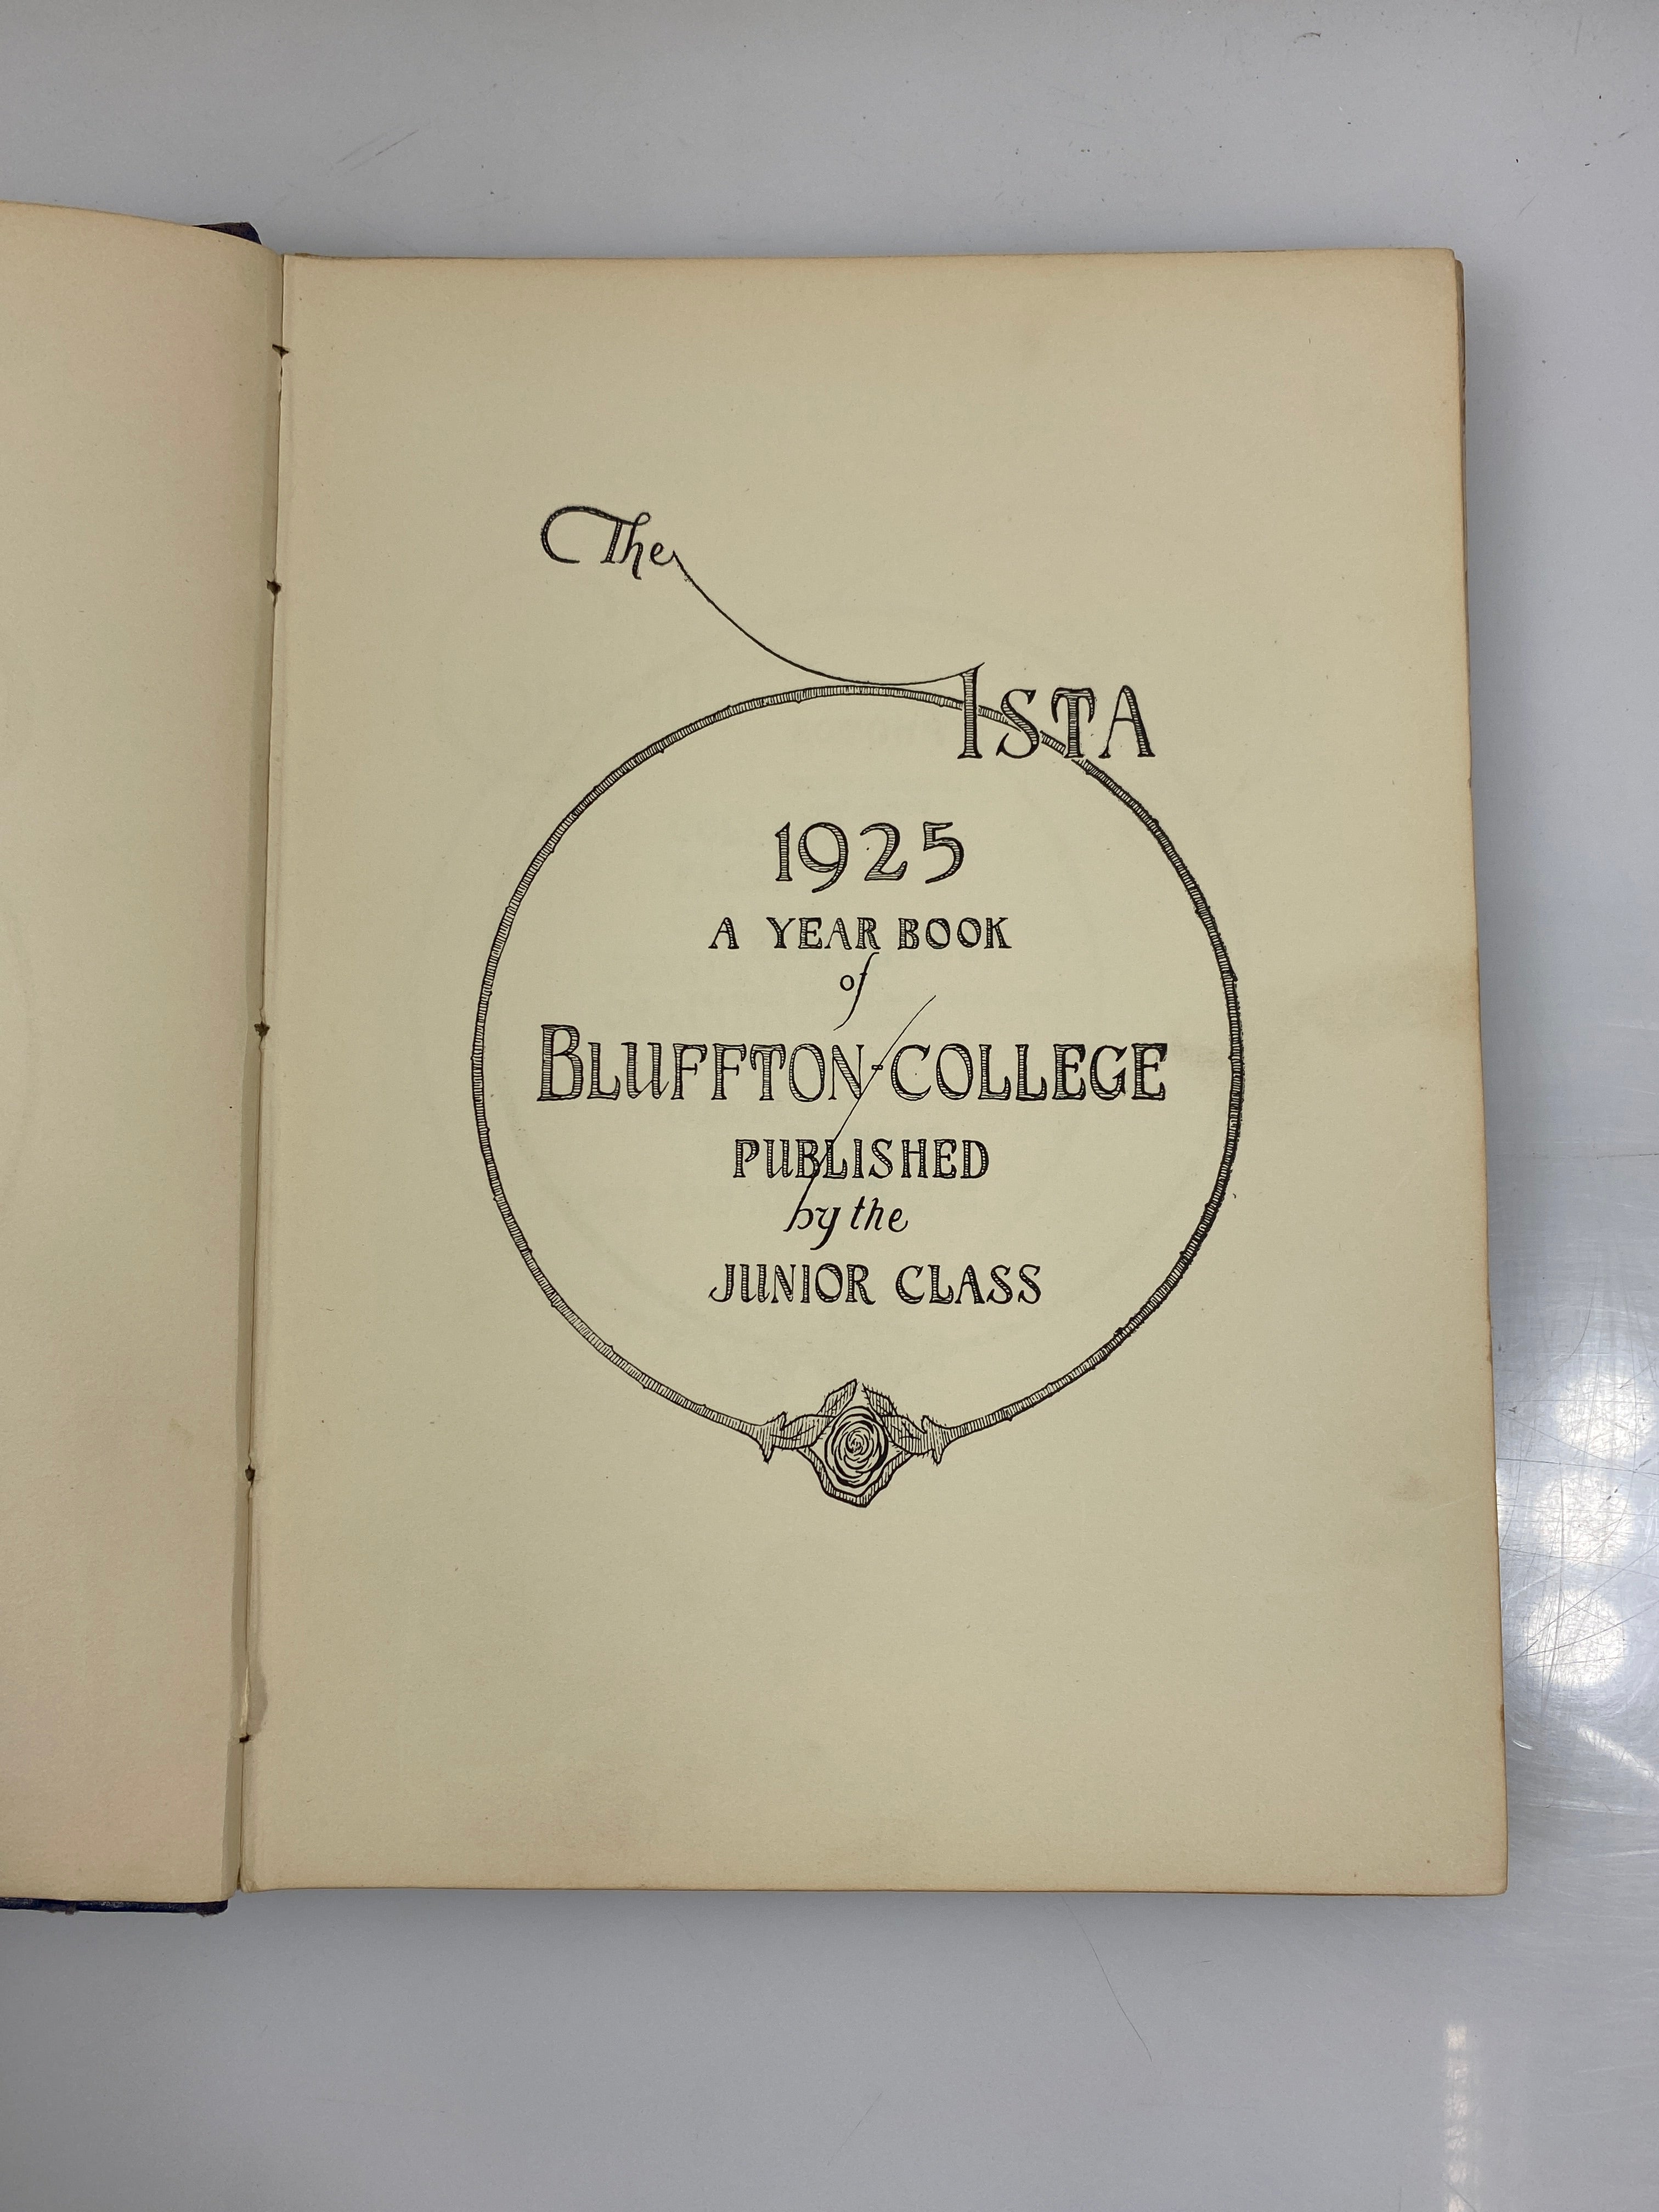 The
ISTA
1925
A YEAR BOOK
of
BLUFFTON-COLLEGE
PUBLISHED
by the
JUNIOR CLASS